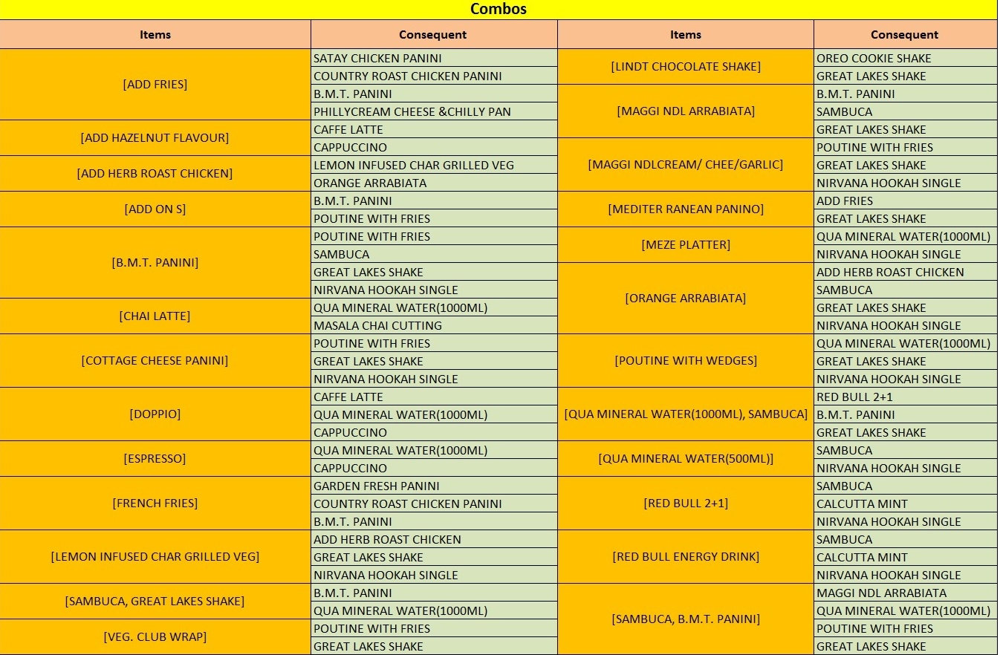 Combos
Items Consequent Items Consequent
[ADD FRIES]
SATAY CHICKEN PANINI
COUNTRY ROAST CHICKEN PANINI
B.M.T. PANINI
PHILLYCREAM CHEESE &CHILLY PAN
[ADD HAZELNUT FLAVOUR]
CAFFE LATTE
CAPPUCCINO
[ADD HERB ROAST CHICKEN]
LEMON INFUSED CHAR GRILLED VEG
ORANGE ARRABIATA
[ADD ON S]
B.M.T. PANINI
POUTINE WITH FRIES
[B.M.T. PANINI]
POUTINE WITH FRIES
SAMBUCA
GREAT LAKES SHAKE
NIRVANA HOOKAH SINGLE
[CHAI LATTE]
QUA MINERAL WATER(1000ML)
MASALA CHAI CUTTING
[COTTAGE CHEESE PANINI]
POUTINE WITH FRIES
GREAT LAKES SHAKE
NIRVANA HOOKAH SINGLE
[DOPPIO]
CAFFE LATTE
QUA MINERAL WATER(1000ML)
CAPPUCCINO
[ESPRESSO]
QUA MINERAL WATER(1000ML)
CAPPUCCINO
[FRENCH FRIES]
GARDEN FRESH PANINI
COUNTRY ROAST CHICKEN PANINI
B.M.T. PANINI
[LEMON INFUSED CHAR GRILLED VEG]
ADD HERB ROAST CHICKEN
GREAT LAKES SHAKE
NIRVANA HOOKAH SINGLE
[SAMBUCA, GREAT LAKES SHAKE]
B.M.T. PANINI
QUA MINERAL WATER(1000ML)
[VEG. CLUB WRAP]
POUTINE WITH FRIES
GREAT LAKES SHAKE
[LINDT CHOCOLATE SHAKE]
OREO COOKIE SHAKE
GREAT LAKES SHAKE
[MAGGI NDL ARRABIATA]
B.M.T. PANINI
SAMBUCA
GREAT LAKES SHAKE
[MAGGI NDLCREAM/ CHEE/GARLIC]
POUTINE WITH FRIES
GREAT LAKES SHAKE
NIRVANA HOOKAH SINGLE
[MEDITER RANEAN PANINO]
ADD FRIES
GREAT LAKES SHAKE
[MEZE PLATTER]
QUA MINERAL WATER(1000ML)
NIRVANA HOOKAH SINGLE
[ORANGE ARRABIATA]
ADD HERB ROAST CHICKEN
SAMBUCA
GREAT LAKES SHAKE
NIRVANA HOOKAH SINGLE
[POUTINE WITH WEDGES]
QUA MINERAL WATER(1000ML)
GREAT LAKES SHAKE
NIRVANA HOOKAH SINGLE
[QUA MINERAL WATER(1000ML), SAMBUCA]
RED BULL 2+1
B.M.T. PANINI
GREAT LAKES SHAKE
[QUA MINERAL WATER(500ML)]
SAMBUCA
NIRVANA HOOKAH SINGLE
[RED BULL 2+1]
SAMBUCA
CALCUTTA MINT
NIRVANA HOOKAH SINGLE
[RED BULL ENERGY DRINK]
SAMBUCA
CALCUTTA MINT
NIRVANA HOOKAH SINGLE
[SAMBUCA, B.M.T. PANINI]
MAGGI NDL ARRABIATA
QUA MINERAL WATER(1000ML)
POUTINE WITH FRIES
GREAT LAKES SHAKE